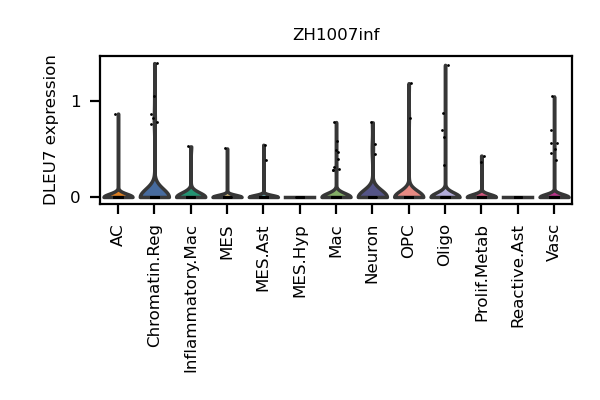 ZH1007inf
DLEU7 expression
1
0
AC
Chromatin.Reg
Inflammatory.Mac
MES
MES.Ast
MES.Hyp
Mac
Neuron
OPC
Oligo
Prolif.Metab
Reactive.Ast
Vasc